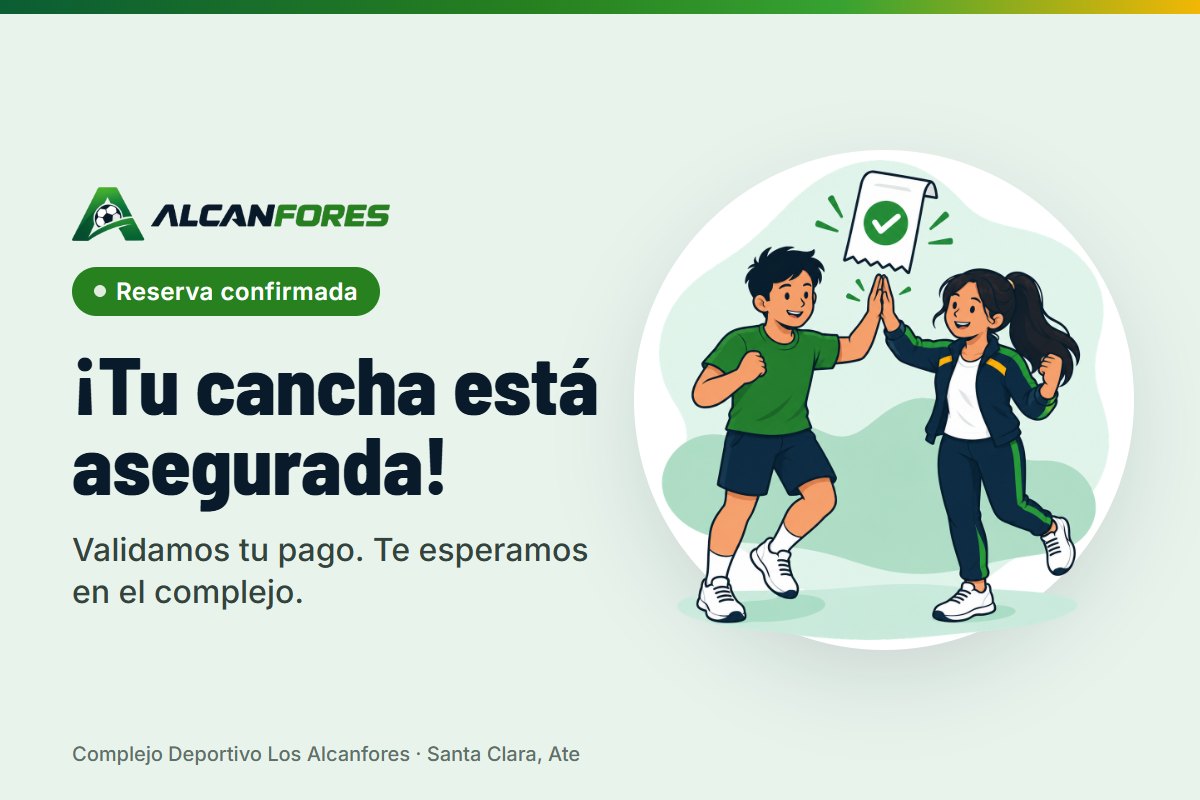 ALCANFORES
Reserva confirmada
¡Tu cancha está
asegurada!
Validamos tu pago. Te esperamos
en el complejo.
Complejo Deportivo Los Alcanfores · Santa Clara, Ate